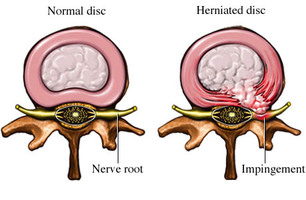 Normal disc
Herniated disc
Nerve root
Impingement